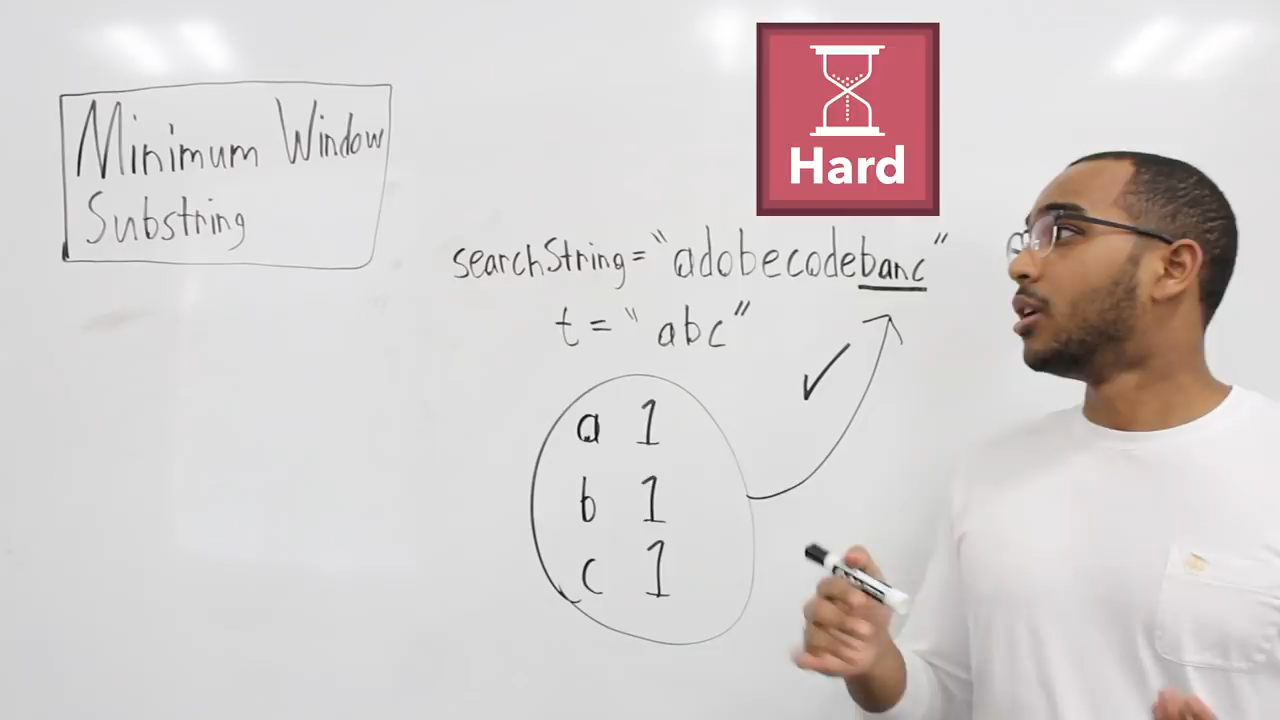 Hard
Minimum Window
Substring
searchString = "adobecodebanc"
t = "abc"
a 1
b 1
c 1